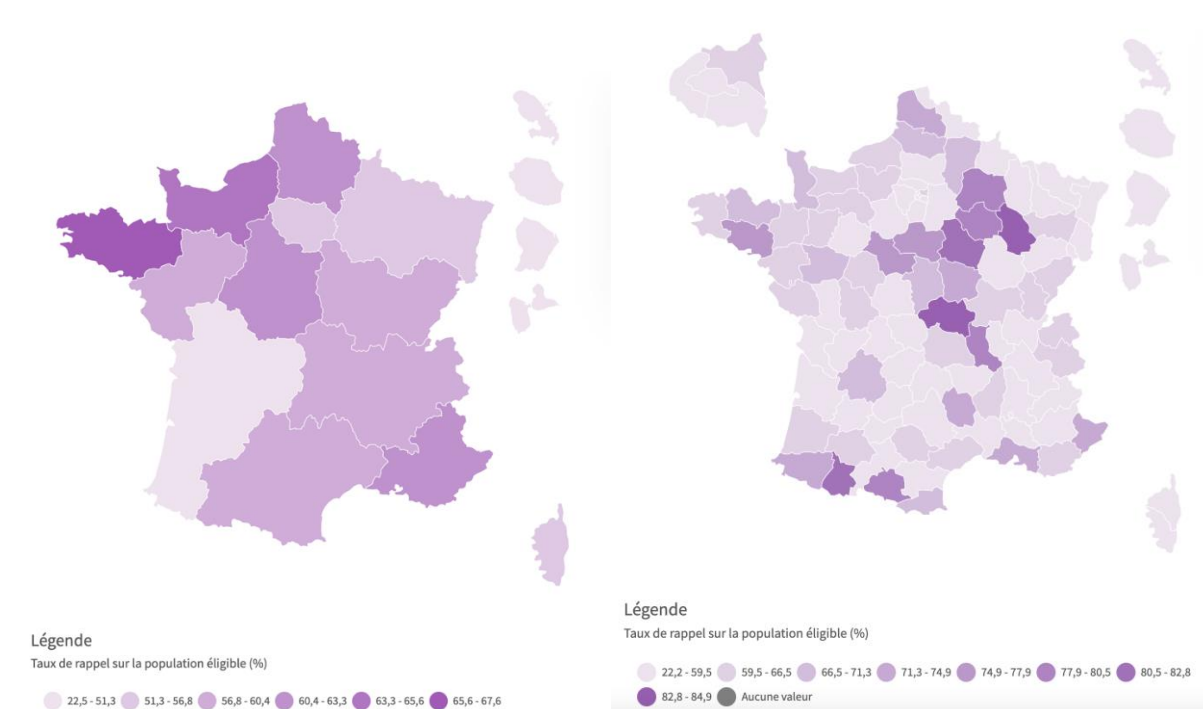 Légende
Taux de rappel sur la population éligible (%)
22,5 - 51,3 51,3 - 56,8 56,8 - 60,4 60,4 - 63,3 63,3 - 65,6 65,6 - 67,6
Légende
Taux de rappel sur la population éligible (%)
22,2 - 59,5 59,5 - 66,5 66,5 - 71,3 71,3 - 74,9 74,9 - 77,9 77,9 - 80,5 80,5 - 82,8
82,8 - 84,9 Aucune valeur